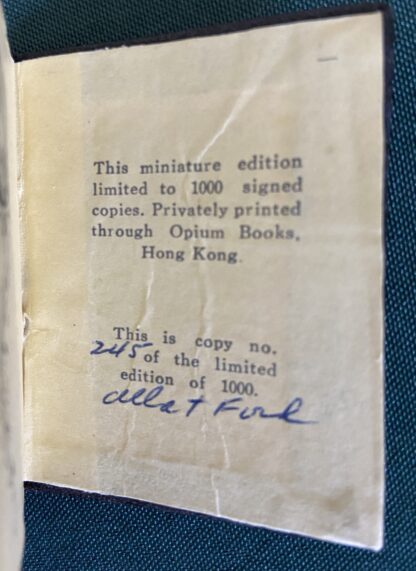 This miniature edition
limited to 1000 signed
copies. Privately printed
through Opium Books,
Hong Kong.
This is copy no.
245 of the limited
edition of 1000.
Ford